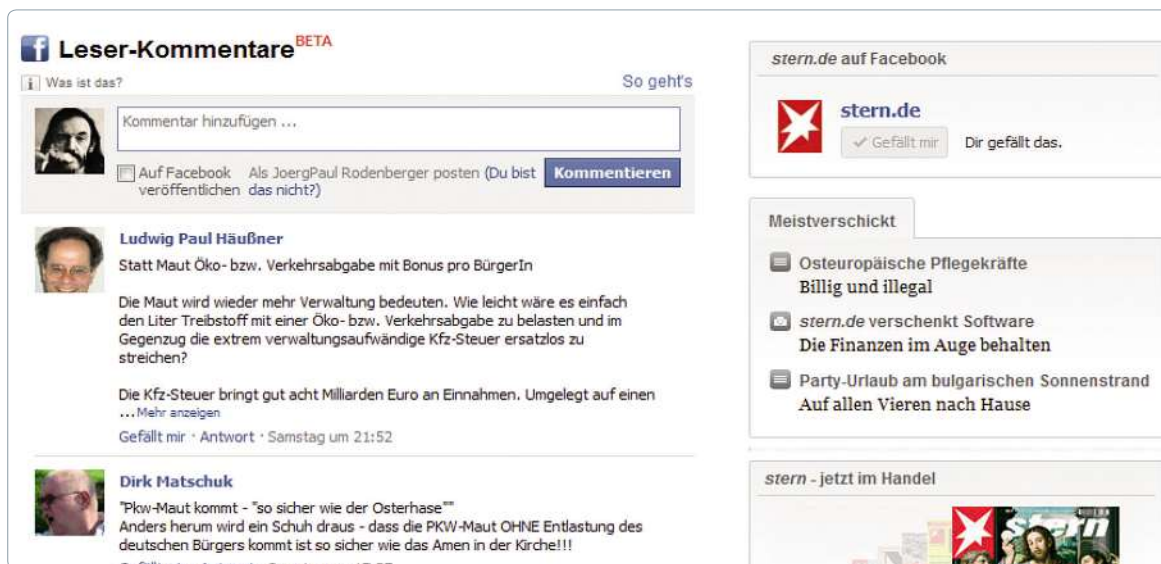 Leser-Kommentare BETA
Was ist das?
So geht's
Kommentar hinzufügen ...
Auf Facebook veröffentlichen
Als JoergPaul Rodenberger posten (Du bist das nicht?)
Kommentieren
Ludwig Paul Häußner
Statt Maut Öko- bzw. Verkehrsabgabe mit Bonus pro BürgerIn
Die Maut wird wieder mehr Verwaltung bedeuten. Wie leicht wäre es einfach
den Liter Treibstoff mit einer Öko- bzw. Verkehrsabgabe zu belasten und im
Gegenzug die extrem verwaltungsaufwändige Kfz-Steuer ersatzlos zu
streichen?
Die Kfz-Steuer bringt gut acht Milliarden Euro an Einnahmen. Umgelegt auf einen
...Mehr anzeigen
Gefällt mir · Antwort · Samstag um 21:52
Dirk Matschuk
"Pkw-Maut kommt - "so sicher wie der Osterhase""
Anders herum wird ein Schuh draus - dass die PKW-Maut OHNE Entlastung des
deutschen Bürgers kommt ist so sicher wie das Amen in der Kirche!!!
stern.de auf Facebook
stern.de
Gefällt mir
Dir gefällt das.
Meistverschickt
Osteuropäische Pflegekräfte
Billig und illegal
stern.de verschenkt Software
Die Finanzen im Auge behalten
Party-Urlaub am bulgarischen Sonnenstrand
Auf allen Vieren nach Hause
stern - jetzt im Handel
stern